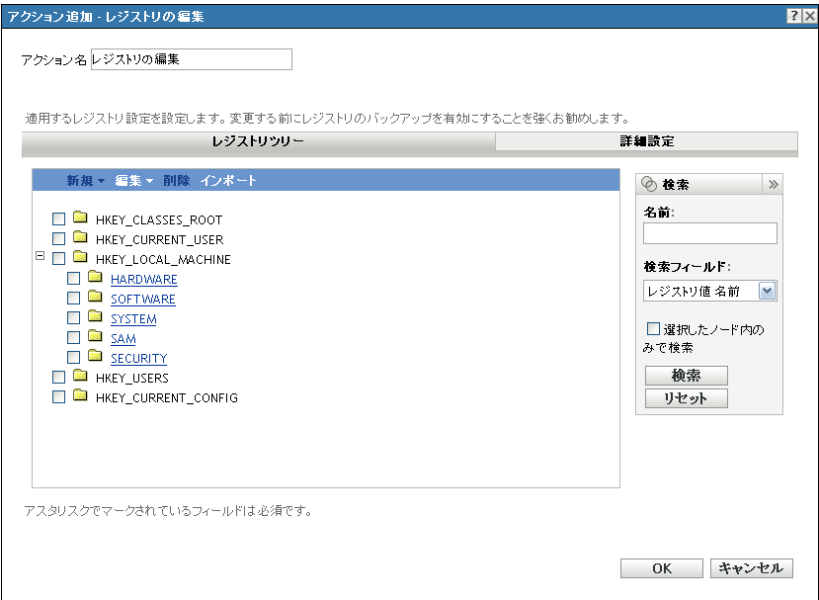 アクション追加 - レジストリの編集
アクション名 レジストリの編集
適用するレジストリ設定を設定します。変更する前にレジストリのバックアップを有効にすることを強くお勧めします。
レジストリツリー 詳細設定
新規 編集 削除 インポート
HKEY_CLASSES_ROOT
HKEY_CURRENT_USER
HKEY_LOCAL_MACHINE
HARDWARE
SOFTWARE
SYSTEM
SAM
SECURITY
HKEY_USERS
HKEY_CURRENT_CONFIG
検索
名前:
検索フィールド:
レジストリ値 名前
選択したノード内の
みで検索
検索
リセット
アスタリスクでマークされているフィールドは必須です。
OK キャンセル